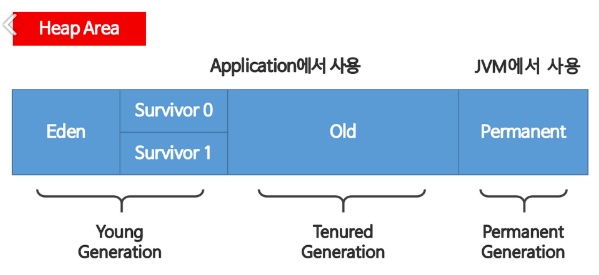 Heap Area
Application에서 사용
JVM에서 사용
Eden
Survivor 0
Survivor 1
Old
Permanent
Young
Generation
Tenured
Generation
Permanent
Generation